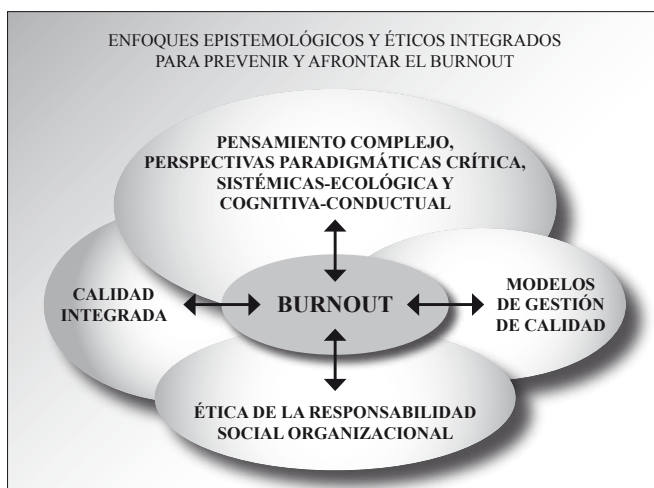 ENFOQUES EPISTEMOLÓGICOS Y ÉTICOS INTEGRADOS
PARA PREVENIR Y AFRONTAR EL BURNOUT
PENSAMIENTO COMPLEJO,
PERSPECTIVAS PARADIGMÁTICAS CRÍTICA,
SISTÉMICAS-ECOLÓGICA Y
COGNITIVA-CONDUCTUAL
CALIDAD
INTEGRADA
BURNOUT
MODELOS
DE GESTIÓN
DE CALIDAD
ÉTICA DE LA RESPONSABILIDAD
SOCIAL ORGANIZACIONAL